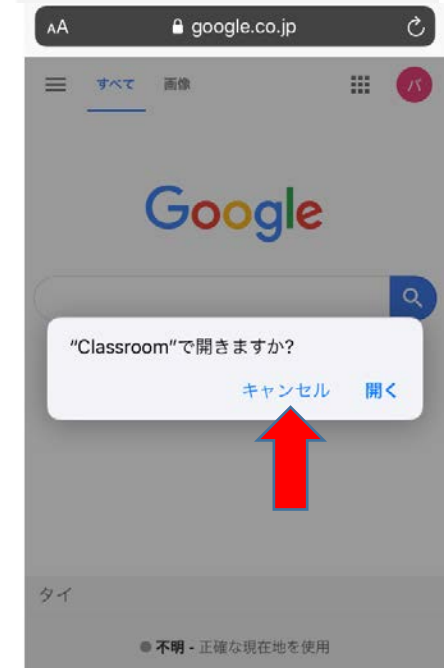 AA google.co.jp
すべて 画像 パ
Google
"Classroom"で開きますか?
キャンセル 開く
タイ
不明 - 正確な現在地を使用